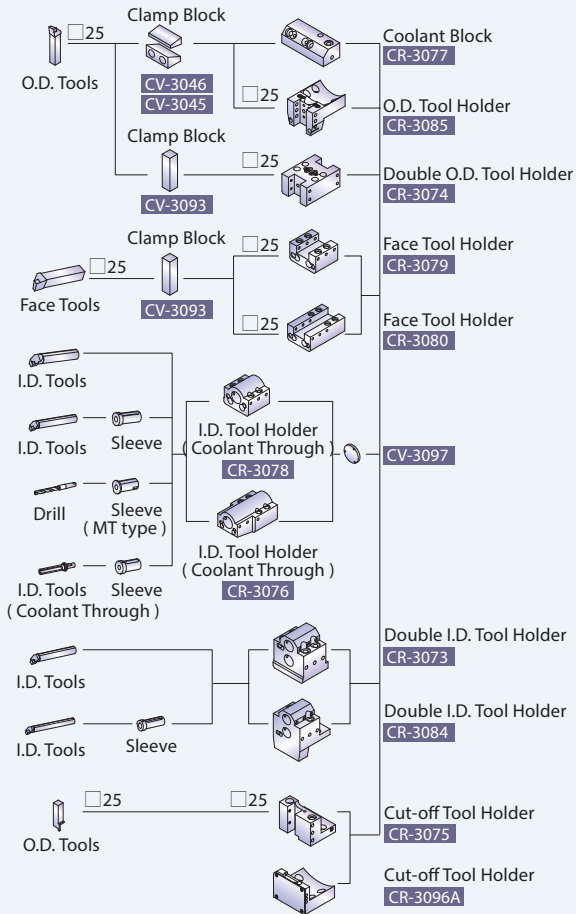 Clamp Block
□25
O.D. Tools
CV-3046
CV-3045
Coolant Block
CR-3077
□25
O.D. Tool Holder
CR-3085
Clamp Block
□25
CV-3093
Double O.D. Tool Holder
CR-3074
Clamp Block
□25
Face Tools
CV-3093
□25
Face Tool Holder
CR-3079
□25
Face Tool Holder
CR-3080
I.D. Tools
I.D. Tools
Sleeve
Drill
Sleeve
( MT type )
I.D. Tools
( Coolant Through )
Sleeve
I.D. Tool Holder
( Coolant Through )
CR-3078
I.D. Tool Holder
( Coolant Through )
CR-3076
CV-3097
I.D. Tools
I.D. Tools
Sleeve
Double I.D. Tool Holder
CR-3073
Double I.D. Tool Holder
CR-3084
□25
O.D. Tools
□25
Cut-off Tool Holder
CR-3075
Cut-off Tool Holder
CR-3096A